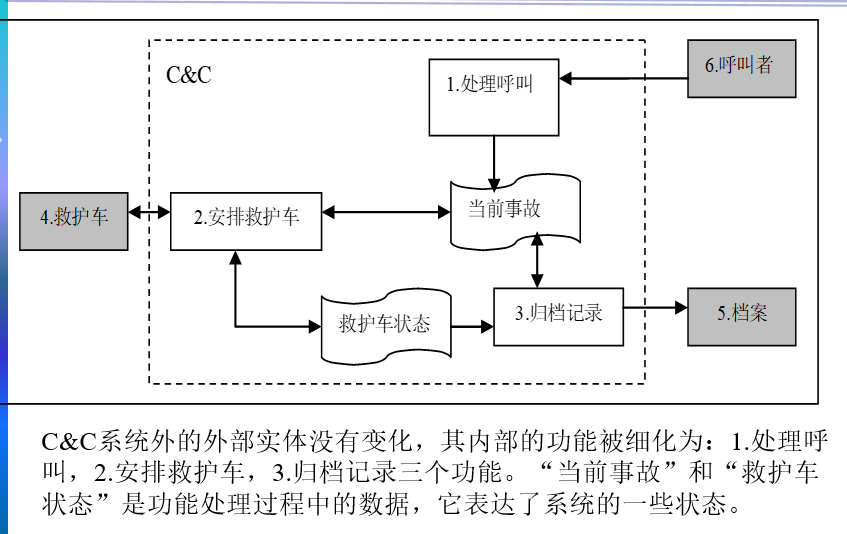 C&C
1.处理呼叫
6.呼叫者
4.救护车
2.安排救护车
当前事故
救护车状态
3.归档记录
5.档案
C&C系统外的外部实体没有变化，其内部的功能被细化为：1.处理呼
叫，2.安排救护车，3.归档记录三个功能。“当前事故”和“救护车
状态”是功能处理过程中的数据，它表达了系统的一些状态。